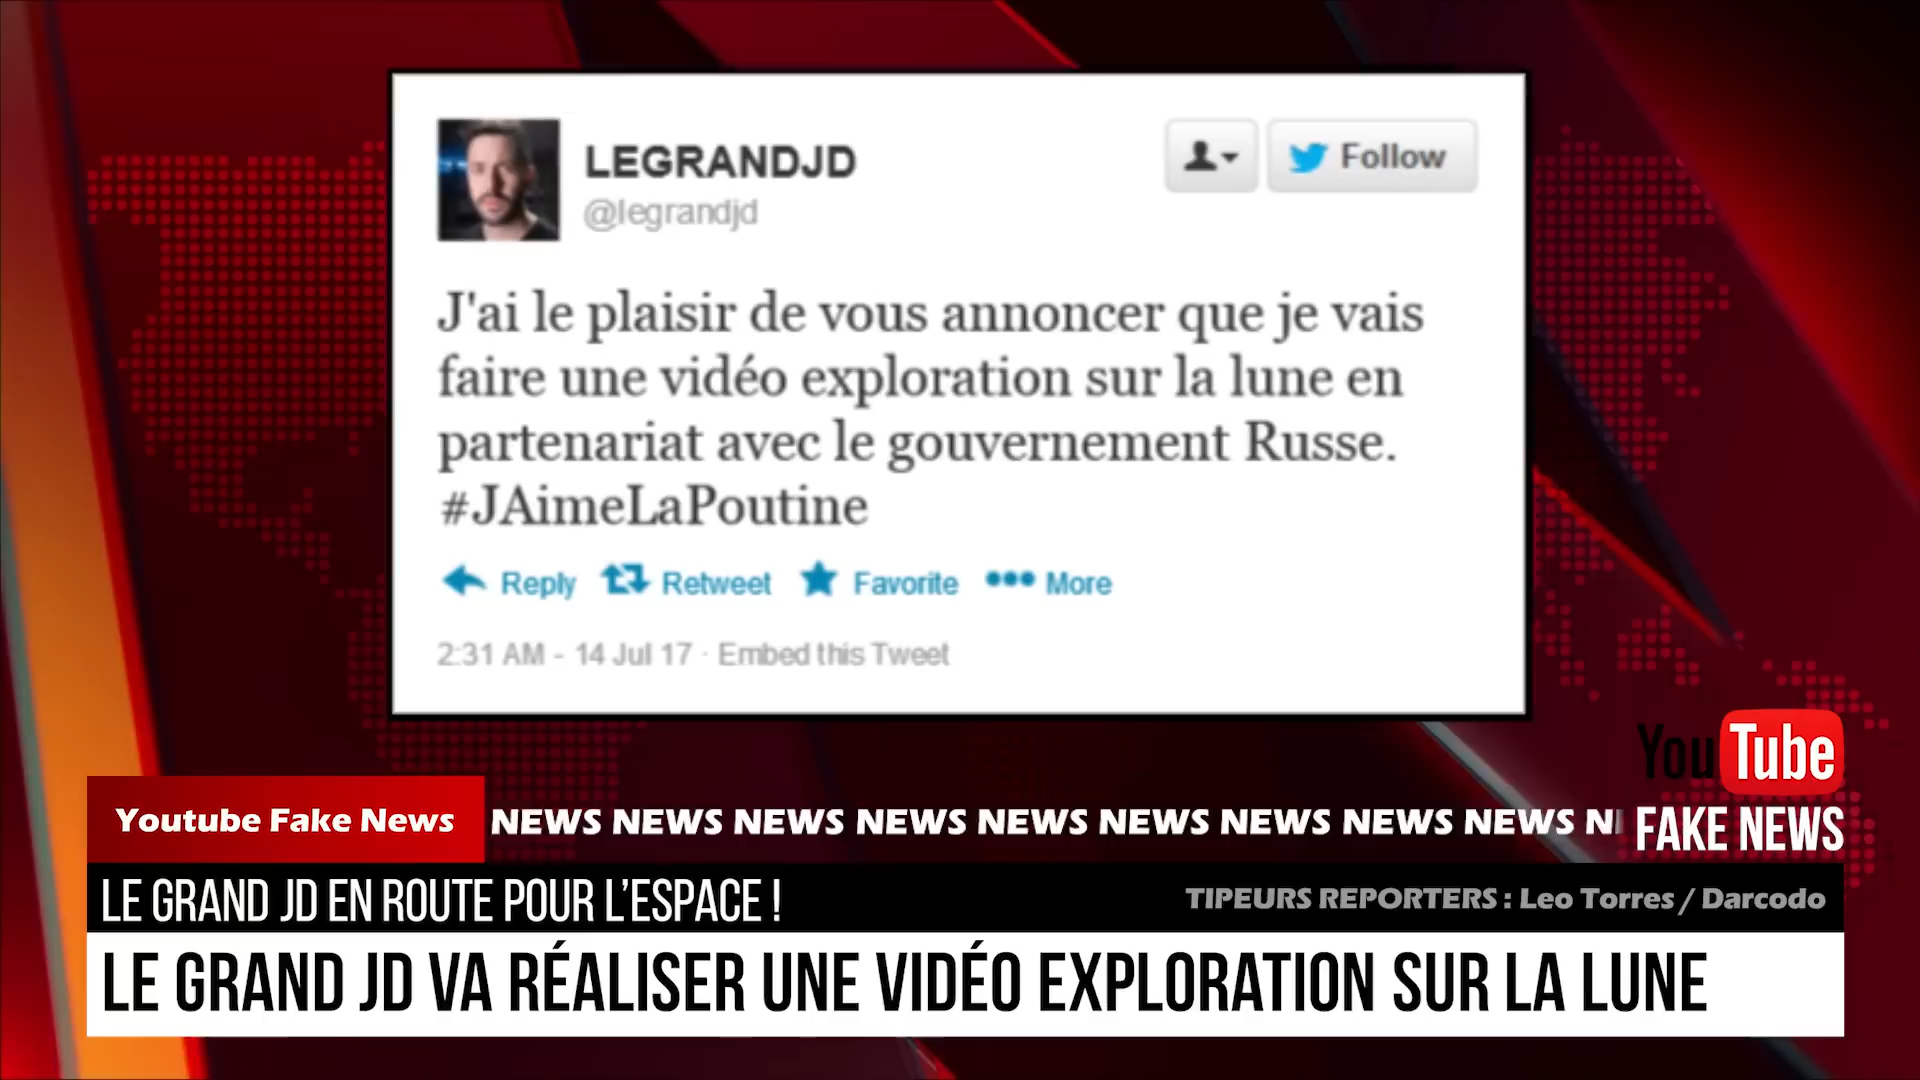 LEGRANDJD
@legrandjd
Follow
J'ai le plaisir de vous annoncer que je vais
faire une vidéo exploration sur la lune en
partenariat avec le gouvernement Russe.
#JAimeLaPoutine
Reply Retweet Favorite More
2:31 AM - 14 Jul 17 · Embed this Tweet
YouTube
FAKE NEWS
Youtube Fake News
NEWS NEWS NEWS NEWS NEWS NEWS NEWS NEWS NEWS
LE GRAND JD EN ROUTE POUR L'ESPACE !
TIPEURS REPORTERS : Leo Torres / Darcodo
LE GRAND JD VA RÉALISER UNE VIDÉO EXPLORATION SUR LA LUNE